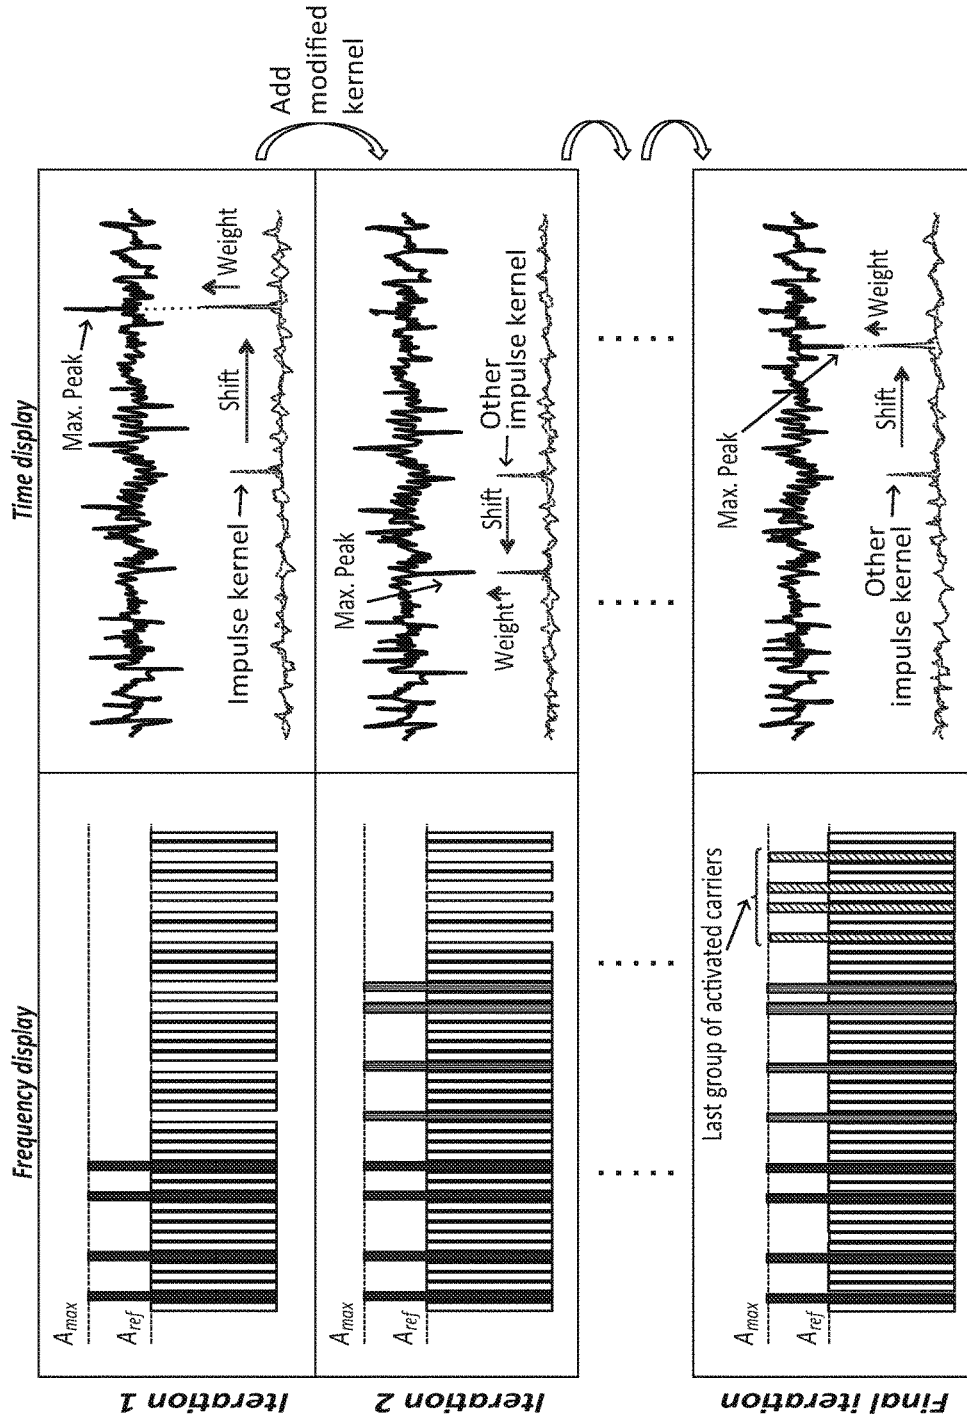 Frequency display
Time display
Iteration 1
A_max
A_ref
Max. Peak
Impulse kernel
Shift
Weight
Add
modified
kernel
Iteration 2
A_max
A_ref
Max. Peak
Weight
Shift
Other
impulse kernel
. . . . .
. . . . .
. . . . .
. . . . .
Final iteration
A_max
A_ref
Last group of activated carriers
Max. Peak
Other
impulse kernel
Shift
Weight